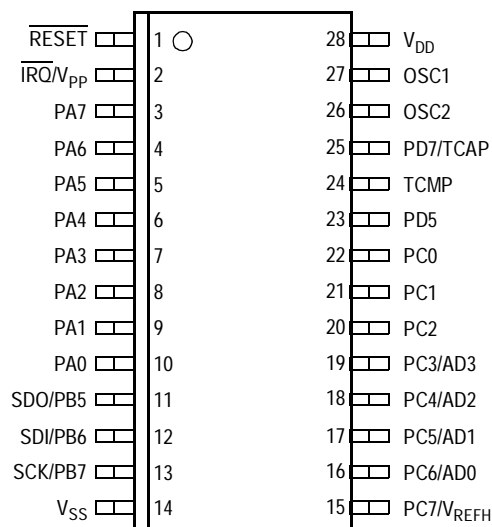 RESET 1 28 VDD
IRQ/VPP 2 27 OSC1
PA7 3 26 OSC2
PA6 4 25 PD7/TCAP
PA5 5 24 TCMP
PA4 6 23 PD5
PA3 7 22 PC0
PA2 8 21 PC1
PA1 9 20 PC2
PA0 10 19 PC3/AD3
SDO/PB5 11 18 PC4/AD2
SDI/PB6 12 17 PC5/AD1
SCK/PB7 13 16 PC6/AD0
VSS 14 15 PC7/VREFH